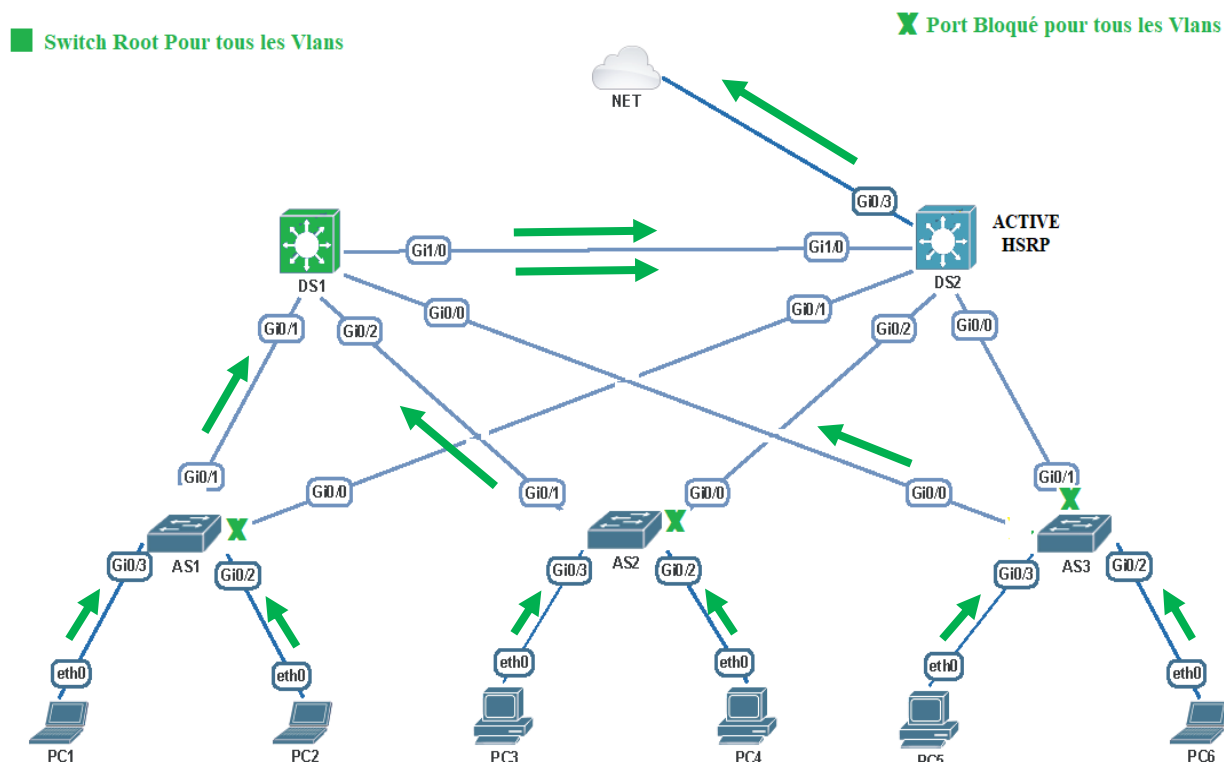 Switch Root Pour tous les Vlans
X Port Bloqué pour tous les Vlans
NET
Gi0/3
ACTIVE
HSRP
Gi1/0
Gi1/0
DS1
DS2
Gi0/0
Gi0/1
Gi0/1
Gi0/2
Gi0/2
Gi0/0
Gi0/1
Gi0/0
Gi0/1
Gi0/0
Gi0/0
Gi0/1
X
X
X
AS1
AS2
AS3
Gi0/3
Gi0/2
Gi0/3
Gi0/2
Gi0/3
Gi0/2
eth0
eth0
eth0
eth0
eth0
eth0
PC1
PC2
PC3
PC4
PC5
PC6